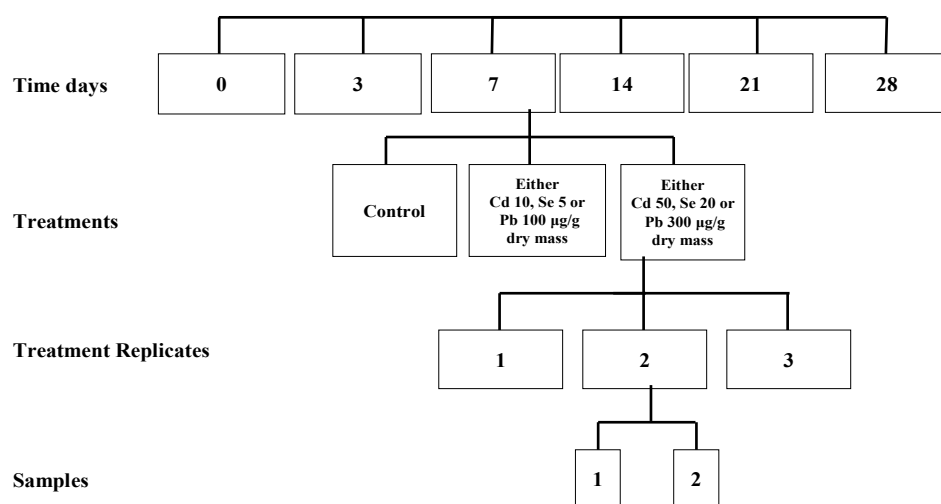 Time days
0
3
7
14
21
28
Treatments
Control
Either
Cd 10, Se 5 or
Pb 100 µg/g
dry mass
Either
Cd 50, Se 20 or
Pb 300 µg/g
dry mass
Treatment Replicates
1
2
3
Samples
1
2